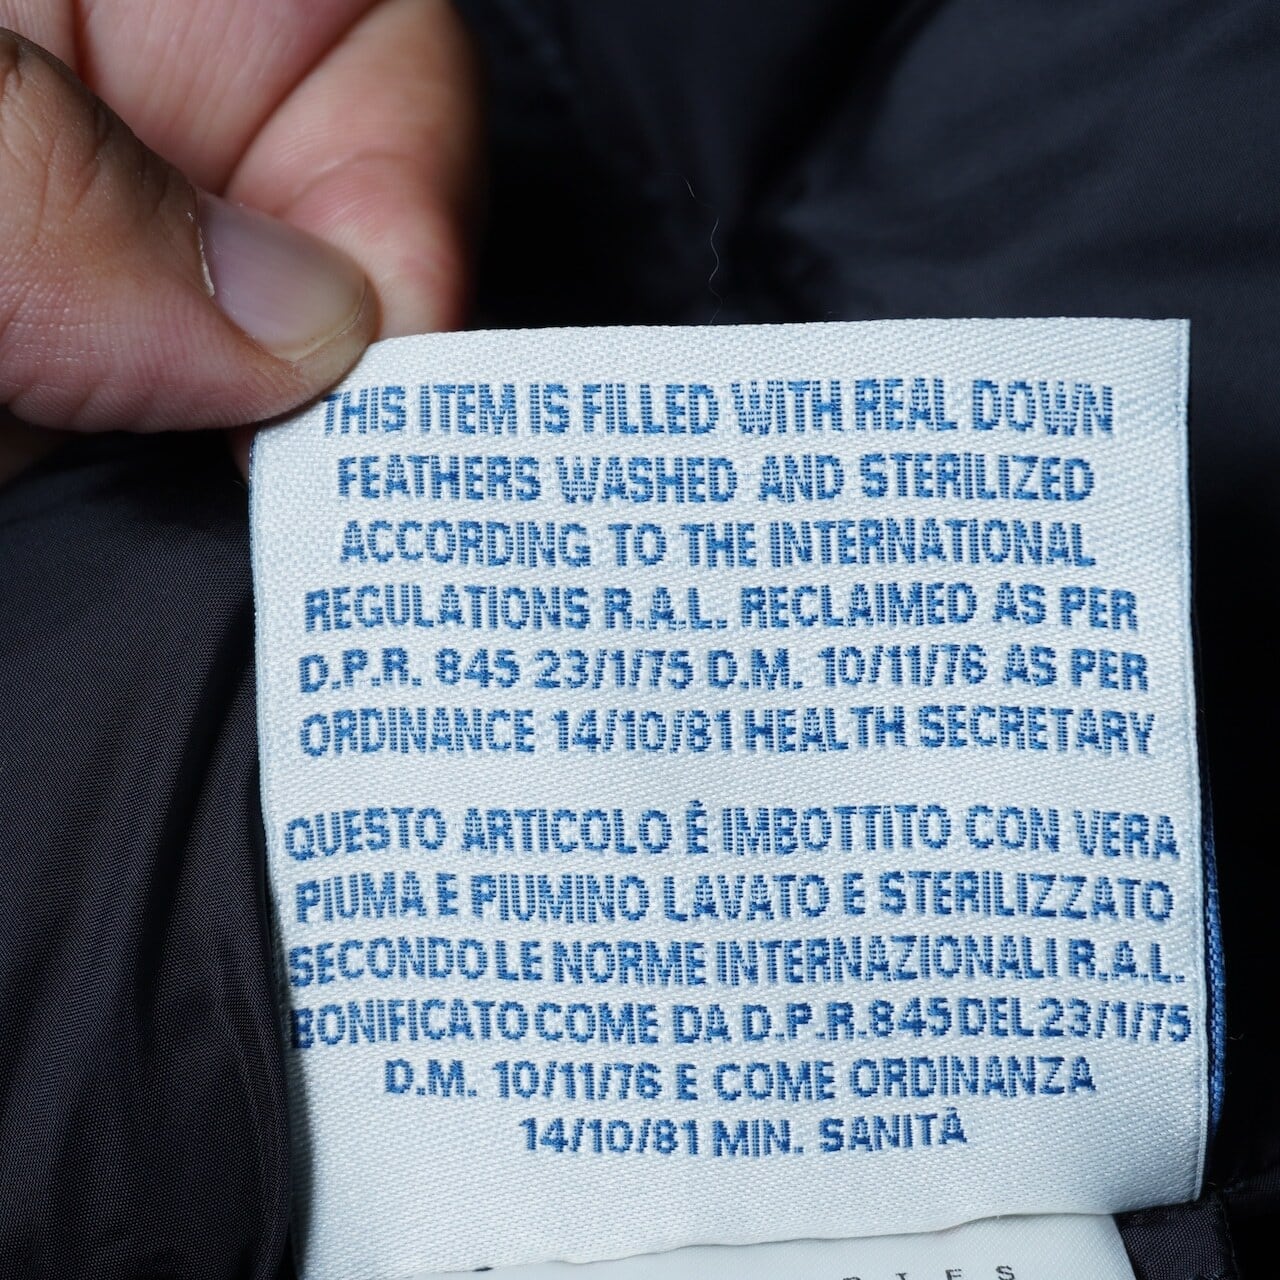 THIS ITEM IS FILLED WITH REAL DOWN
FEATHERS WASHED AND STERILIZED
ACCORDING TO THE INTERNATIONAL
REGULATIONS R.A.L. RECLAIMED AS PER
D.P.R. 845 23/1/75 D.M. 10/11/76 AS PER
ORDINANCE 14/10/81 HEALTH SECRETARY
QUESTO ARTICOLO È IMBOTTITO CON VERA
PIUMA E PIUMINO LAVATO E STERILIZZATO
SECONDO LE NORME INTERNAZIONALI R.A.L.
BONIFICATO COME DA D.P.R. 845 DEL 23/1/75
D.M. 10/11/76 E COME ORDINANZA
14/10/81 MIN. SANITÀ